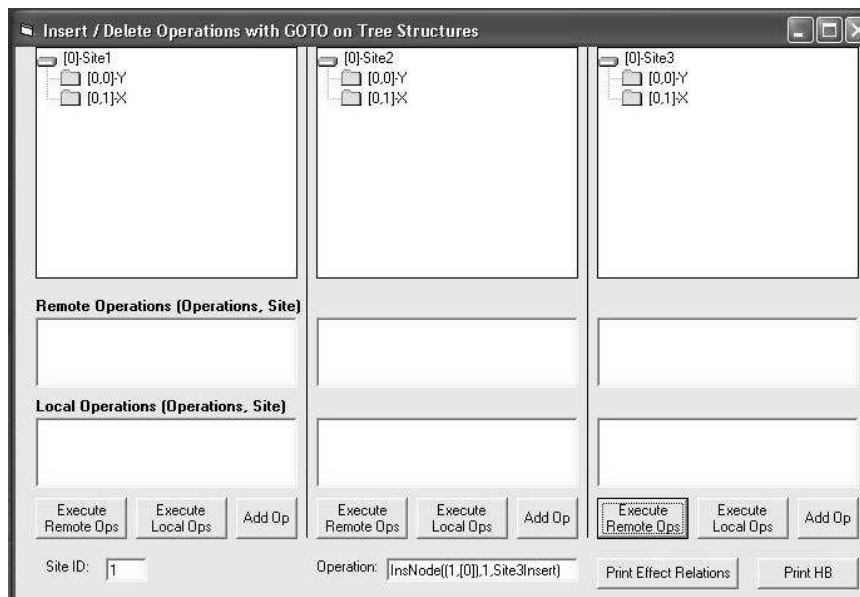 Insert / Delete Operations with GOTO on Tree Structures
[0]-Site1
[0,0]-Y
[0,1]-X
[0]-Site2
[0,0]-Y
[0,1]-X
[0]-Site3
[0,0]-Y
[0,1]-X
Remote Operations (Operations, Site)
Local Operations (Operations, Site)
Execute
Remote Ops
Execute
Local Ops
Add Op
Execute
Remote Ops
Execute
Local Ops
Add Op
Execute
Remote Ops
Execute
Local Ops
Add Op
Site ID: 1
Operation: InsNode((1,[0]),1,Site3Insert)
Print Effect Relations
Print HB